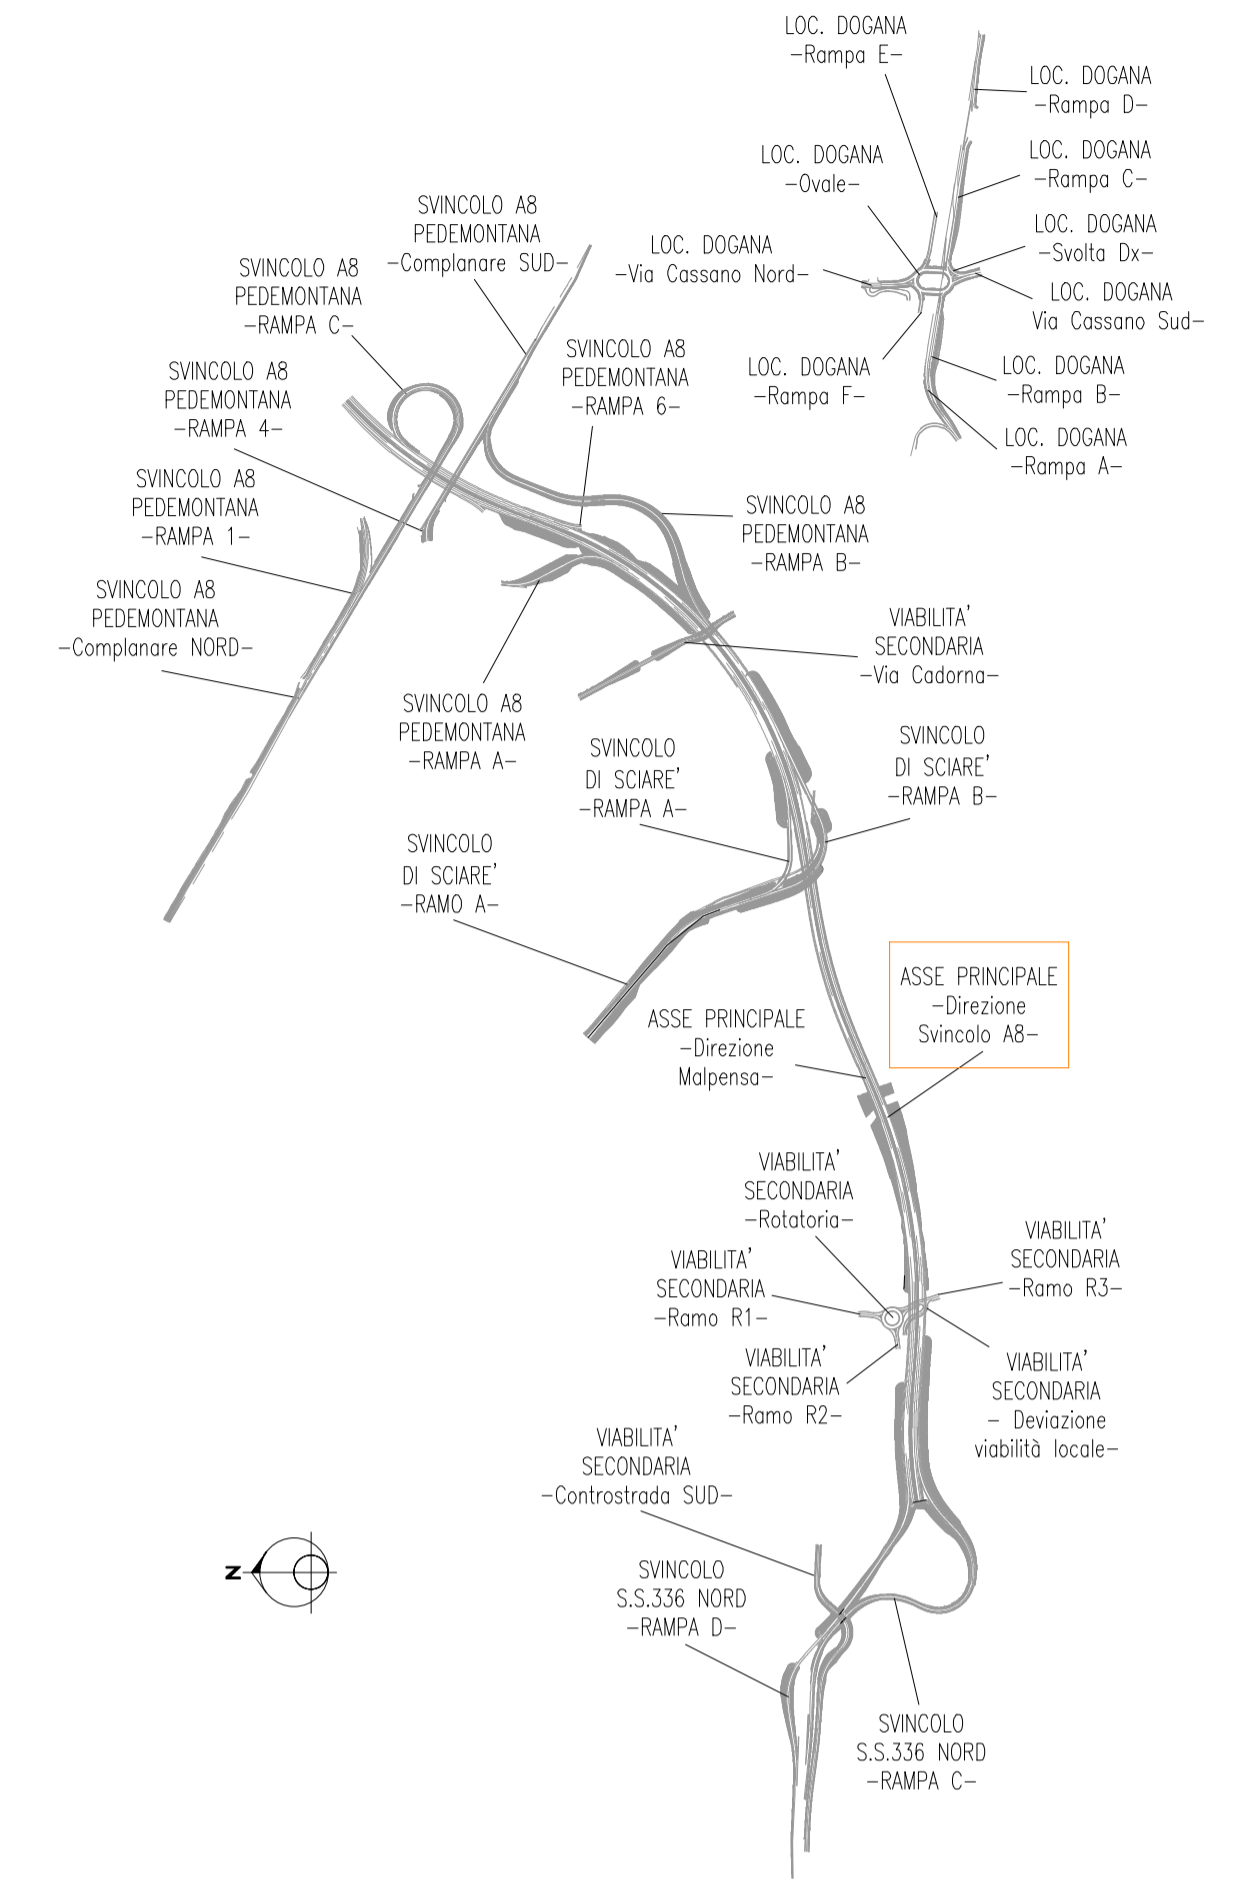 LOC. DOGANA
-Rampa E-
LOC. DOGANA
-Rampa D-
LOC. DOGANA
-Ovale-
LOC. DOGANA
-Rampa C-
SVINCOLO A8
PEDEMONTANA
-Complanare SUD-
LOC. DOGANA
-Via Cassano Nord-
LOC. DOGANA
-Svolta Dx-
SVINCOLO A8
PEDEMONTANA
-RAMPA C-
LOC. DOGANA
Via Cassano Sud-
SVINCOLO A8
PEDEMONTANA
-RAMPA 4-
SVINCOLO A8
PEDEMONTANA
-RAMPA 6-
LOC. DOGANA
-Rampa F-
LOC. DOGANA
-Rampa B-
LOC. DOGANA
-Rampa A-
SVINCOLO A8
PEDEMONTANA
-RAMPA 1-
SVINCOLO A8
PEDEMONTANA
-RAMPA B-
SVINCOLO A8
PEDEMONTANA
-Complanare NORD-
VIABILITA'
SECONDARIA
-Via Cadorna-
SVINCOLO A8
PEDEMONTANA
-RAMPA A-
SVINCOLO
DI SCIARE'
-RAMPA A-
SVINCOLO
DI SCIARE'
-RAMPA B-
SVINCOLO
DI SCIARE'
-RAMO A-
ASSE PRINCIPALE
-Direzione
Svincolo A8-
ASSE PRINCIPALE
-Direzione
Malpensa-
VIABILITA'
SECONDARIA
-Rotatoria-
VIABILITA'
SECONDARIA
-Ramo R1-
VIABILITA'
SECONDARIA
-Ramo R3-
VIABILITA'
SECONDARIA
-Ramo R2-
VIABILITA'
SECONDARIA
- Deviazione
viabilità locale-
VIABILITA'
SECONDARIA
-Controstrada SUD-
N
SVINCOLO
S.S.336 NORD
-RAMPA D-
SVINCOLO
S.S.336 NORD
-RAMPA C-